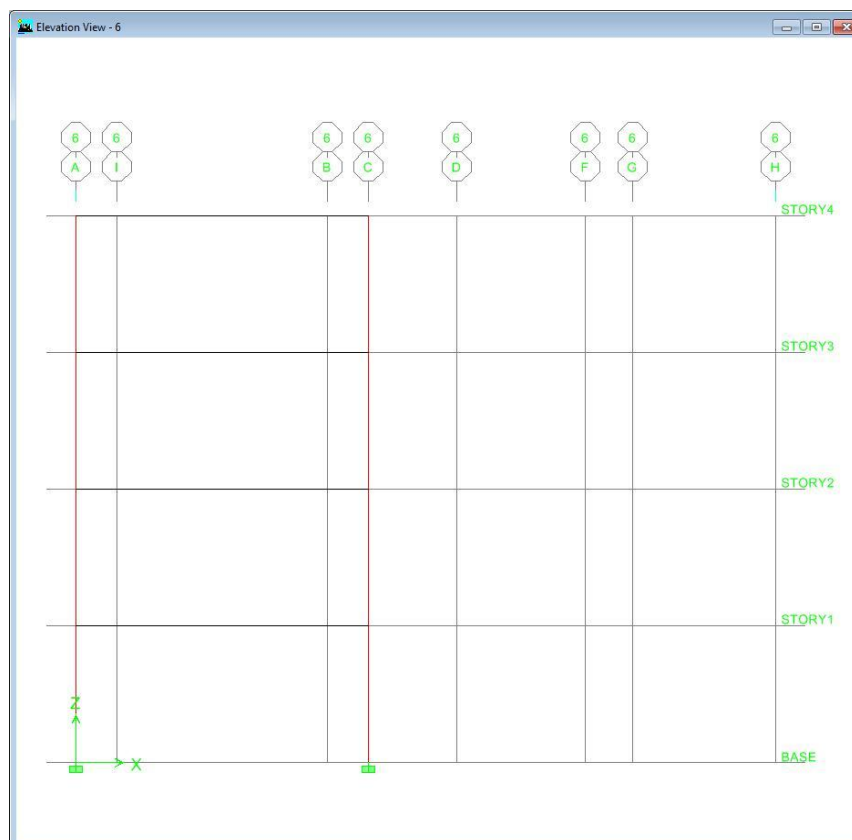 Elevation View - 6
6 6 6 6 6 6 6 6
A I B C D F G H
STORY4
STORY3
STORY2
STORY1
Z
X
BASE